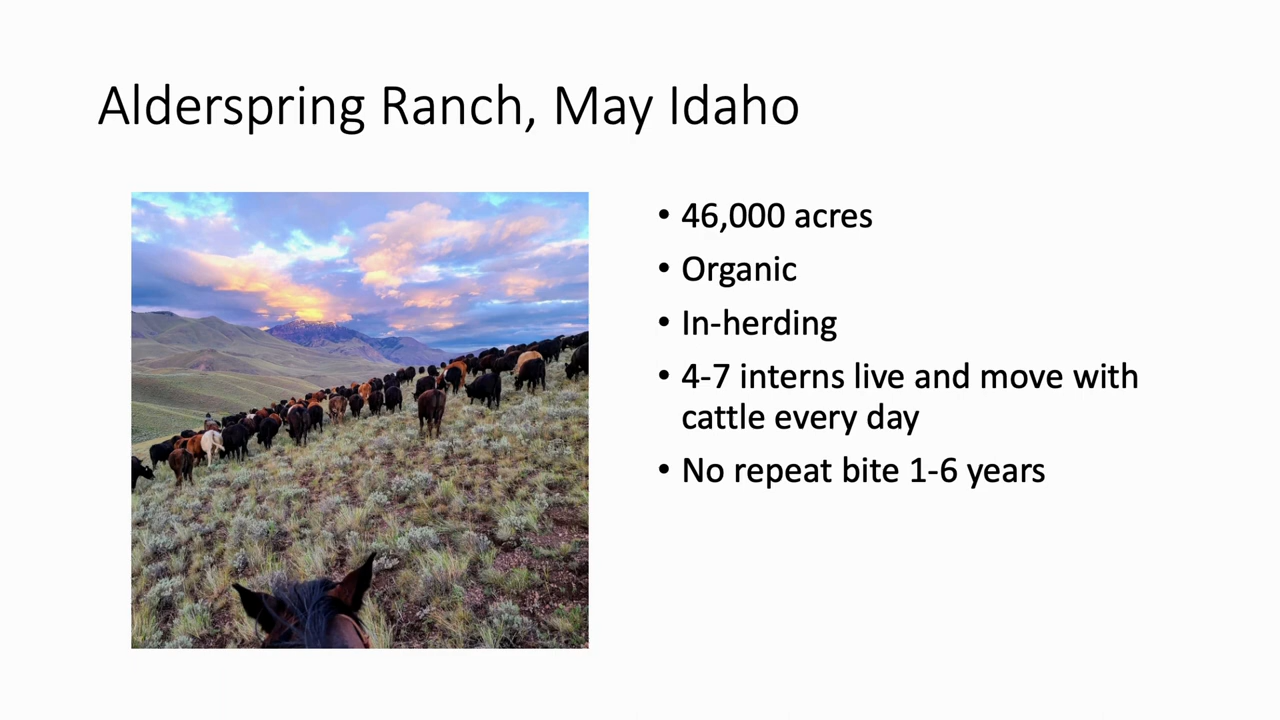 Alderspring Ranch, May Idaho
• 46,000 acres
• Organic
• In-herding
• 4-7 interns live and move with
cattle every day
• No repeat bite 1-6 years